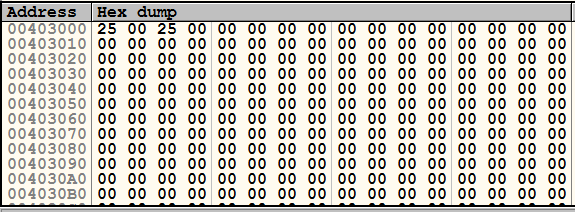 Address Hex dump
00403000 25 00 25 00 00 00 00 00 00 00 00 00 00 00 00 00
00403010 00 00 00 00 00 00 00 00 00 00 00 00 00 00 00 00
00403020 00 00 00 00 00 00 00 00 00 00 00 00 00 00 00 00
00403030 00 00 00 00 00 00 00 00 00 00 00 00 00 00 00 00
00403040 00 00 00 00 00 00 00 00 00 00 00 00 00 00 00 00
00403050 00 00 00 00 00 00 00 00 00 00 00 00 00 00 00 00
00403060 00 00 00 00 00 00 00 00 00 00 00 00 00 00 00 00
00403070 00 00 00 00 00 00 00 00 00 00 00 00 00 00 00 00
00403080 00 00 00 00 00 00 00 00 00 00 00 00 00 00 00 00
00403090 00 00 00 00 00 00 00 00 00 00 00 00 00 00 00 00
004030A0 00 00 00 00 00 00 00 00 00 00 00 00 00 00 00 00
004030B0 00 00 00 00 00 00 00 00 00 00 00 00 00 00 00 00